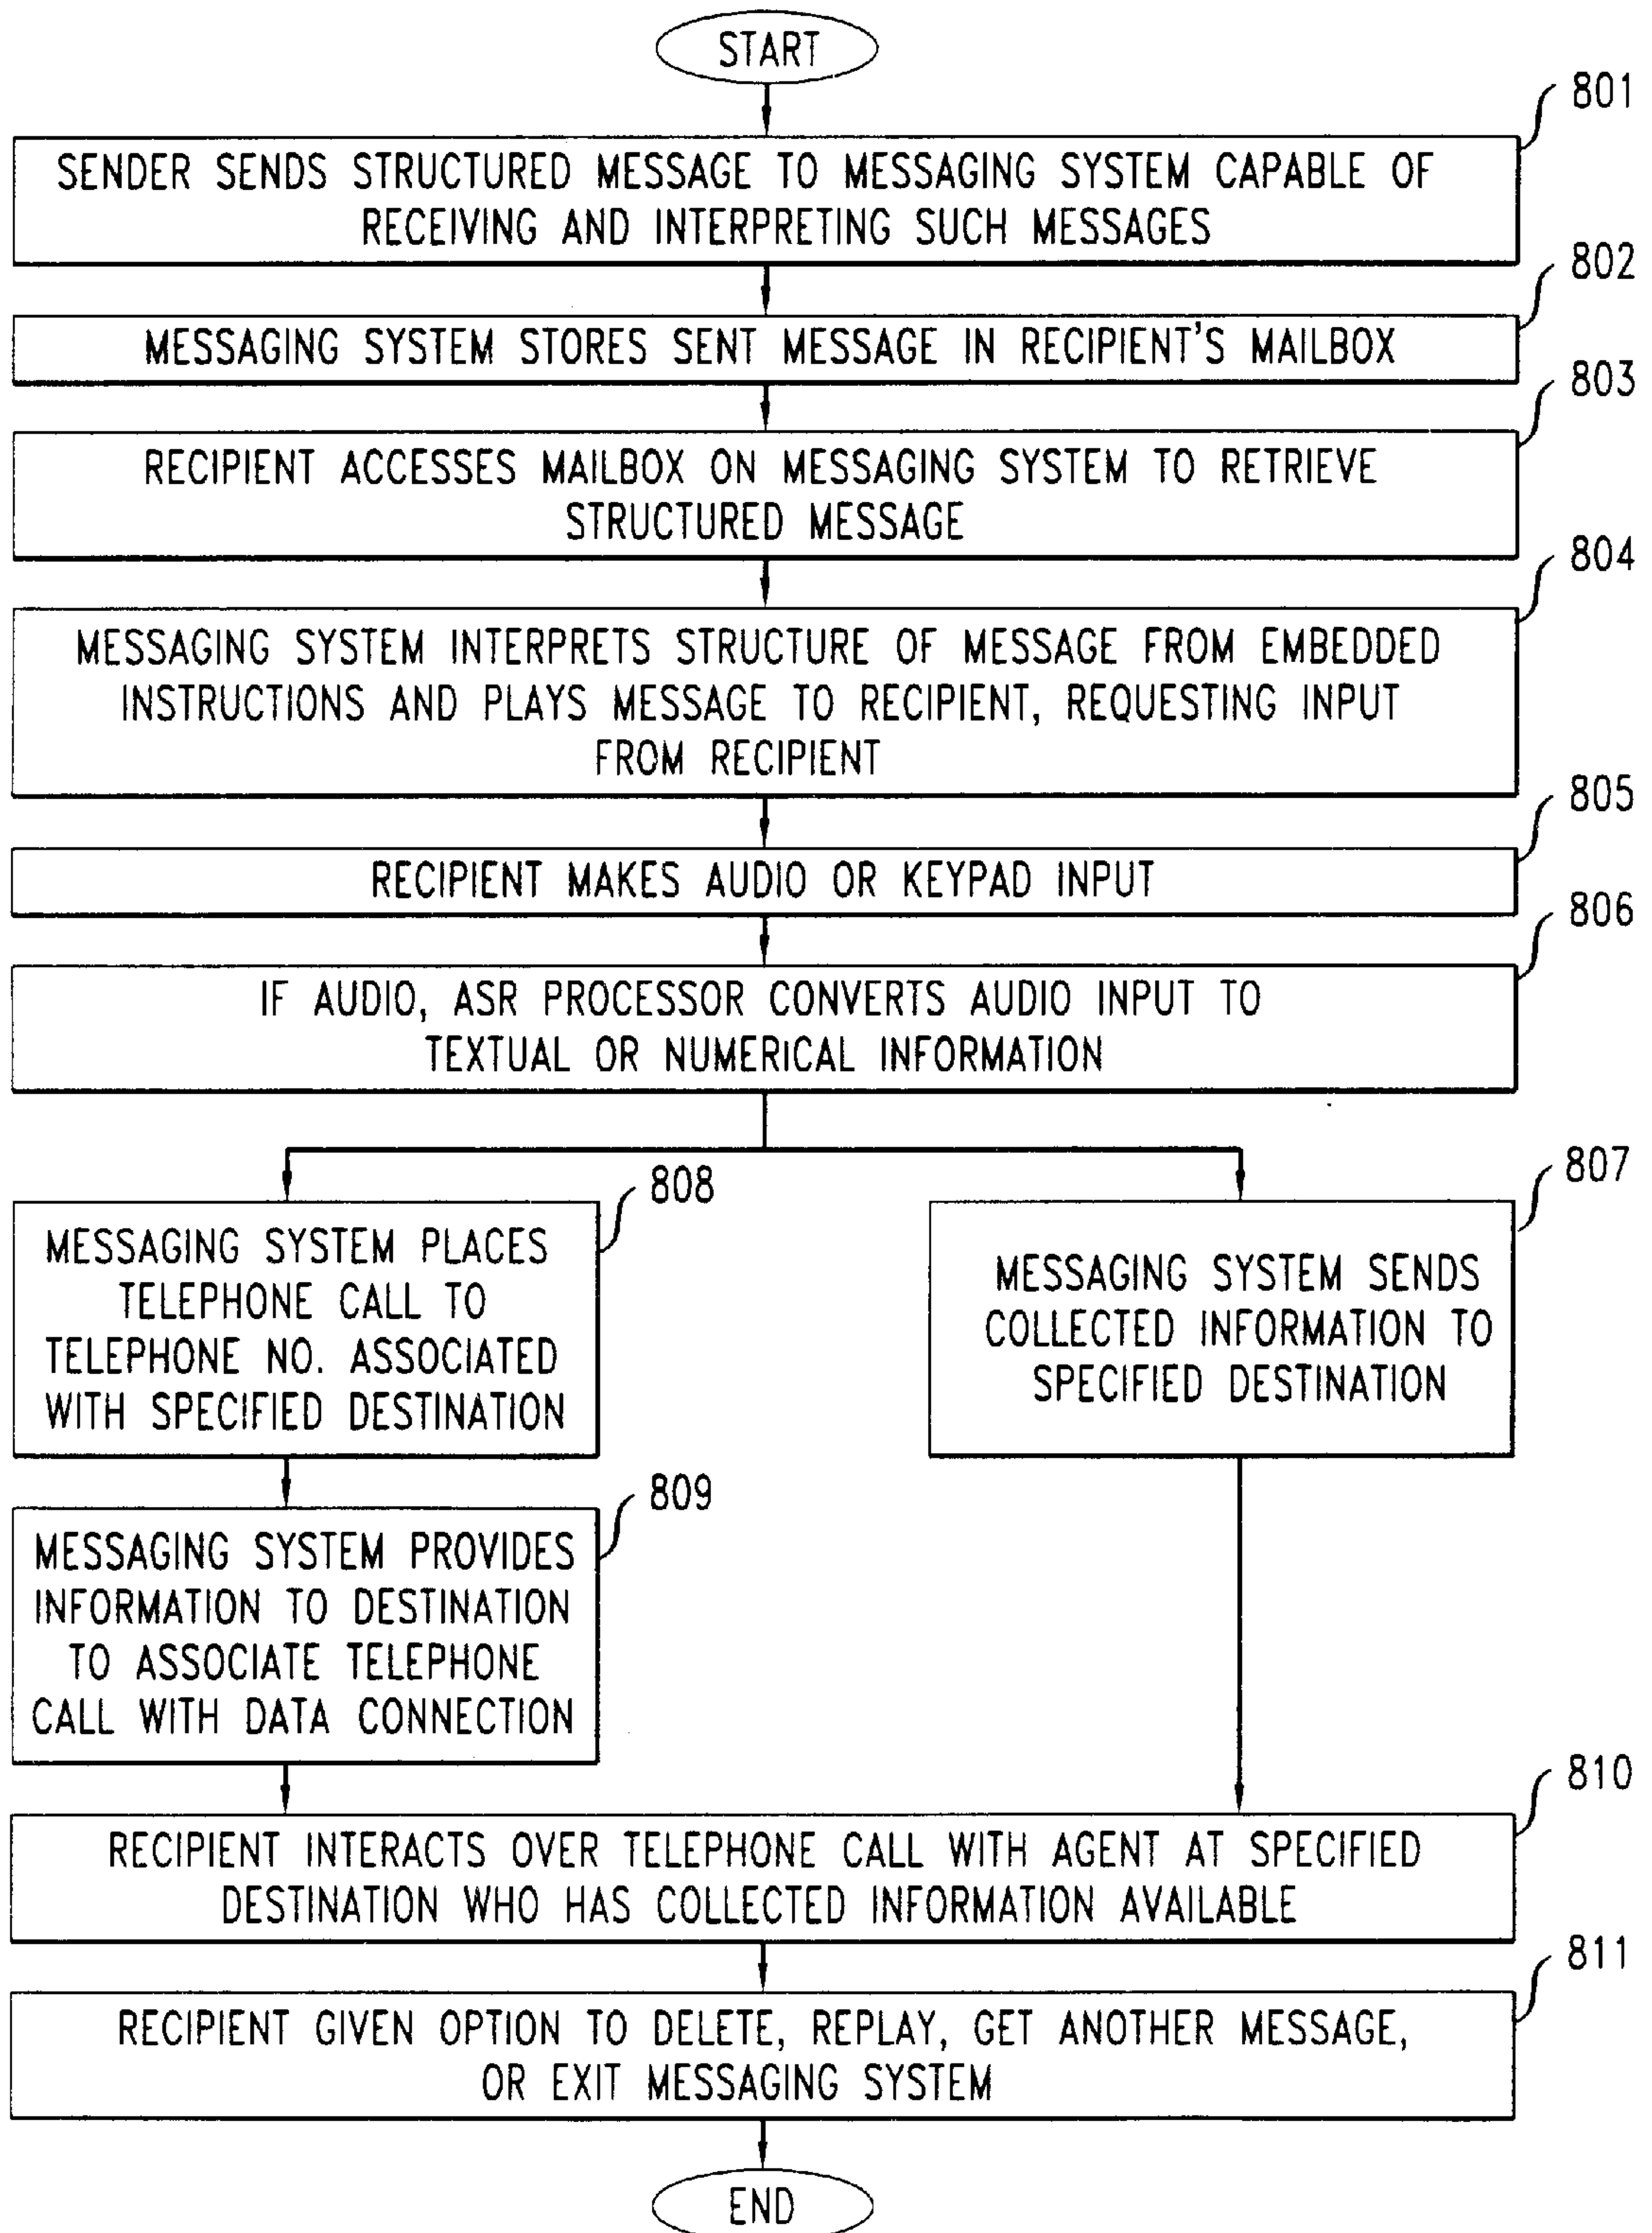 START
801
SENDER SENDS STRUCTURED MESSAGE TO MESSAGING SYSTEM CAPABLE OF
RECEIVING AND INTERPRETING SUCH MESSAGES
802
MESSAGING SYSTEM STORES SENT MESSAGE IN RECIPIENT'S MAILBOX
803
RECIPIENT ACCESSES MAILBOX ON MESSAGING SYSTEM TO RETRIEVE
STRUCTURED MESSAGE
804
MESSAGING SYSTEM INTERPRETS STRUCTURE OF MESSAGE FROM EMBEDDED
INSTRUCTIONS AND PLAYS MESSAGE TO RECIPIENT, REQUESTING INPUT
FROM RECIPIENT
805
RECIPIENT MAKES AUDIO OR KEYPAD INPUT
806
IF AUDIO, ASR PROCESSOR CONVERTS AUDIO INPUT TO
TEXTUAL OR NUMERICAL INFORMATION
808
MESSAGING SYSTEM PLACES
TELEPHONE CALL TO
TELEPHONE NO. ASSOCIATED
WITH SPECIFIED DESTINATION
807
MESSAGING SYSTEM SENDS
COLLECTED INFORMATION TO
SPECIFIED DESTINATION
809
MESSAGING SYSTEM PROVIDES
INFORMATION TO DESTINATION
TO ASSOCIATE TELEPHONE
CALL WITH DATA CONNECTION
810
RECIPIENT INTERACTS OVER TELEPHONE CALL WITH AGENT AT SPECIFIED
DESTINATION WHO HAS COLLECTED INFORMATION AVAILABLE
811
RECIPIENT GIVEN OPTION TO DELETE, REPLAY, GET ANOTHER MESSAGE,
OR EXIT MESSAGING SYSTEM
END